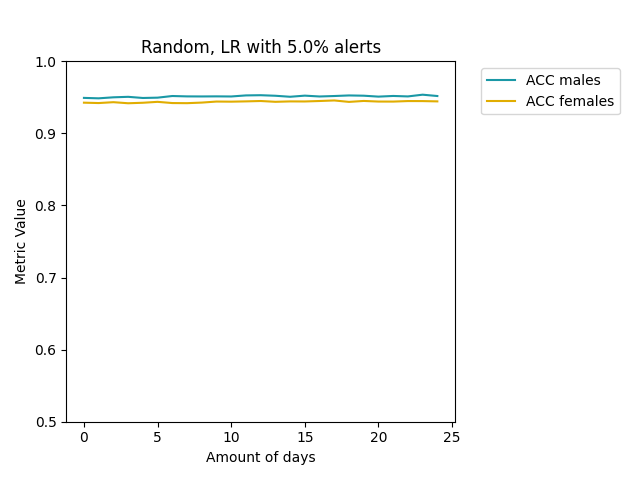 Random, LR with 5.0% alerts
ACC males
ACC females
1.0
0.9
0.8
0.7
0.6
0.5
Metric Value
0
5
10
15
20
25
Amount of days